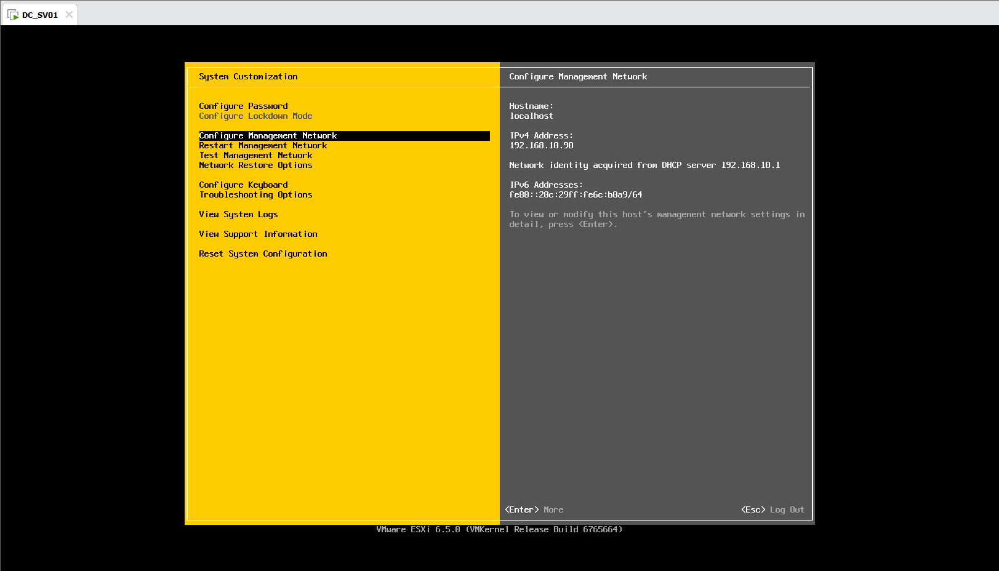 DC_SV01
System Customization
Configure Password
Configure Lockdown Mode
Configure Management Network
Restart Management Network
Test Management Network
Network Restore Options
Configure Keyboard
Troubleshooting Options
View System Logs
View Support Information
Reset System Configuration
Configure Management Network
Hostname:
localhost
IPv4 Address:
192.168.10.90
Network identity acquired from DHCP server 192.168.10.1
IPv6 Addresses:
fe80::20c:29ff:fe6c:b0a9/64
To view or modify this host's management network settings in
detail, press <Enter>.
<Enter> More
<Esc> Log Out
VMware ESXi 6.5.0 (VMKernel Release Build 6765664)